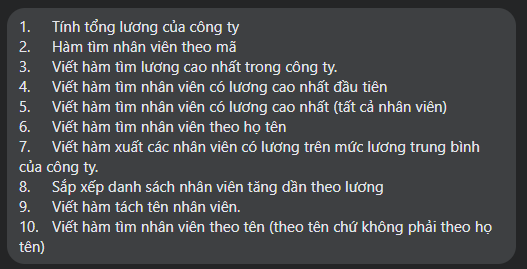 1. Tính tổng lương của công ty
2. Hàm tìm nhân viên theo mã
3. Viết hàm tìm lương cao nhất trong công ty.
4. Viết hàm tìm nhân viên có lương cao nhất đầu tiên
5. Viết hàm tìm nhân viên có lương cao nhất (tất cả nhân viên)
6. Viết hàm tìm nhân viên theo họ tên
7. Viết hàm xuất các nhân viên có lương trên mức lương trung bình
của công ty.
8. Sắp xếp danh sách nhân viên tăng dần theo lương
9. Viết hàm tách tên nhân viên.
10. Viết hàm tìm nhân viên theo tên (theo tên chứ không phải theo họ
tên)